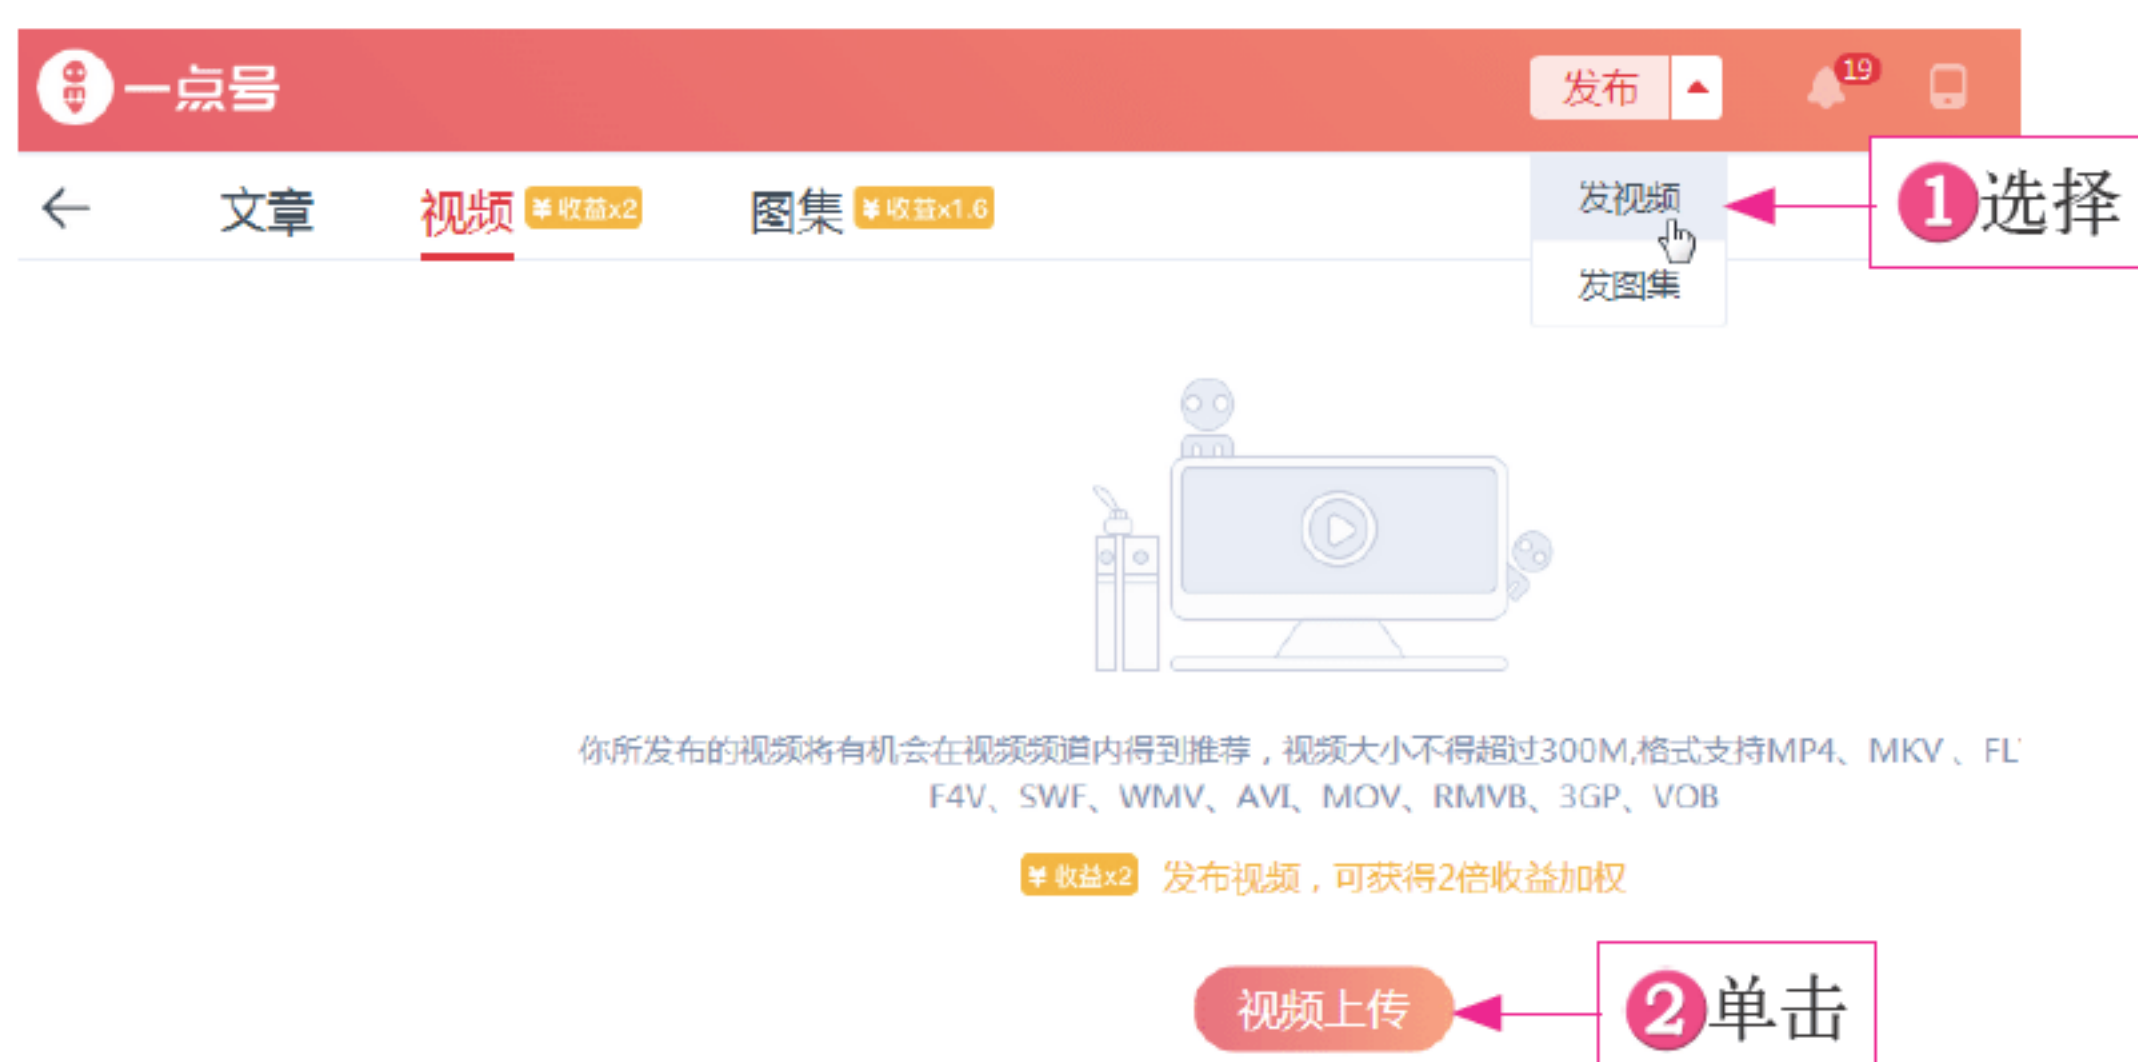 一点号
发布
19
文章
视频
¥收益x2
图集
¥收益x1.6
发视频
1选择
发图集
你所发布的视频将有机会在视频频道内得到推荐，视频大小不得超过300M,格式支持MP4、MKV、FL
F4V、SWF、WMV、AVI、MOV、RMVB、3GP、VOB
¥收益x2 发布视频，可获得2倍收益加权
视频上传
2单击